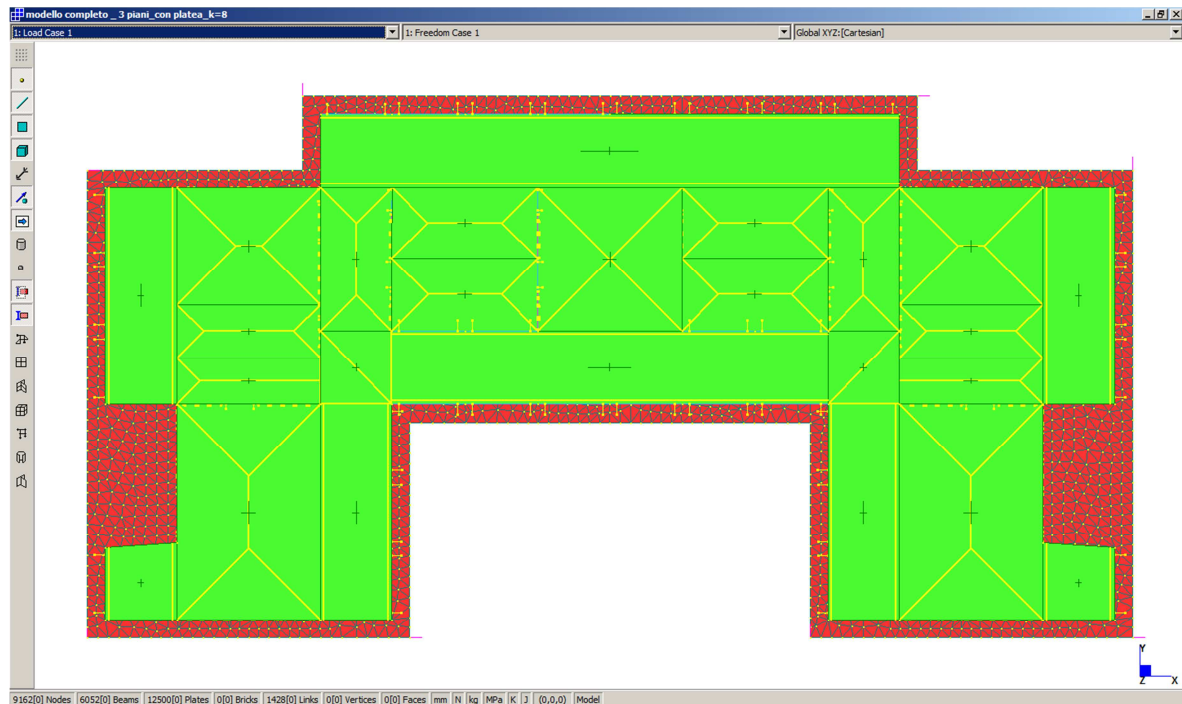 modello completo _ 3 piani_con platea_k=8
1: Load Case 1 1: Freedom Case 1 Global XYZ:[Cartesian]
Y
Z X
9162[0] Nodes 6052[0] Beams 12500[0] Plates 0[0] Bricks 1428[0] Links 0[0] Vertices 0[0] Faces mm N kg MPa K J (0,0,0) Model